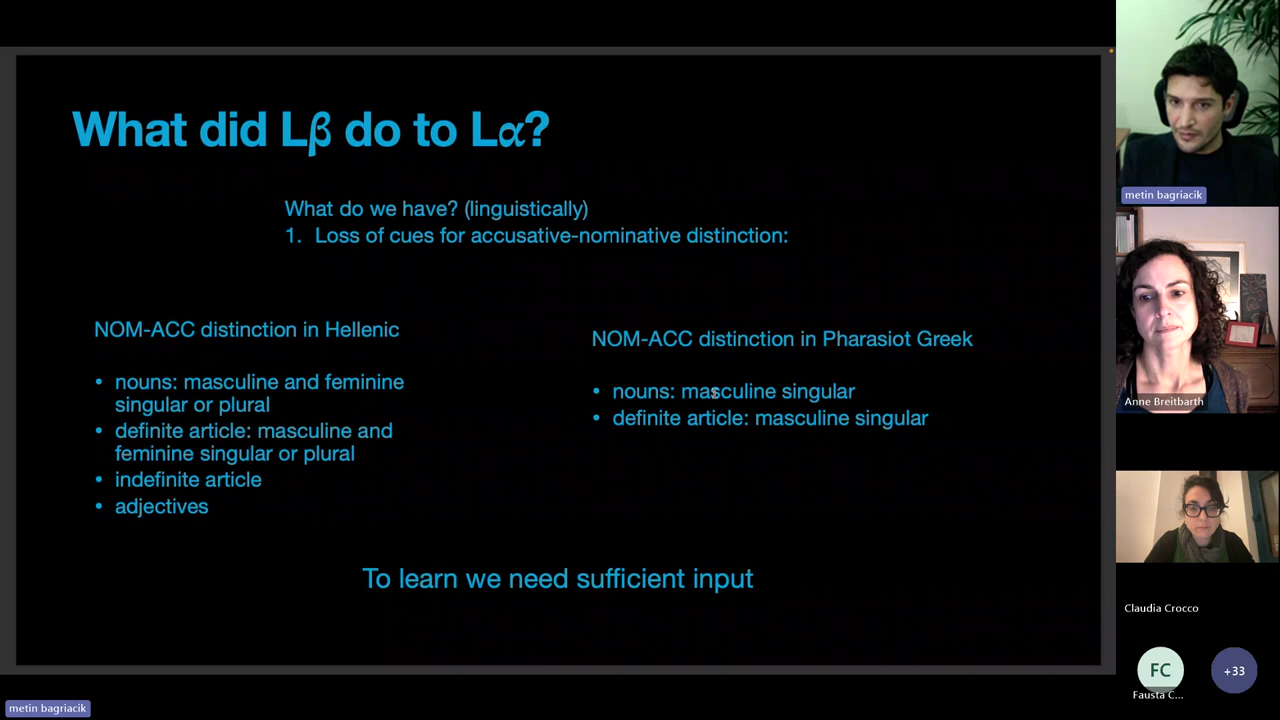 What did Lβ do to Lα?
What do we have? (linguistically)
1. Loss of cues for accusative-nominative distinction:
NOM-ACC distinction in Hellenic
• nouns: masculine and feminine
singular or plural
• definite article: masculine and
feminine singular or plural
• indefinite article
• adjectives
NOM-ACC distinction in Pharasiot Greek
• nouns: masculine singular
• definite article: masculine singular
To learn we need sufficient input
metin bagriacik
Anne Breitbarth
Claudia Crocco
FC
Fausta C...
+33
metin bagriacik